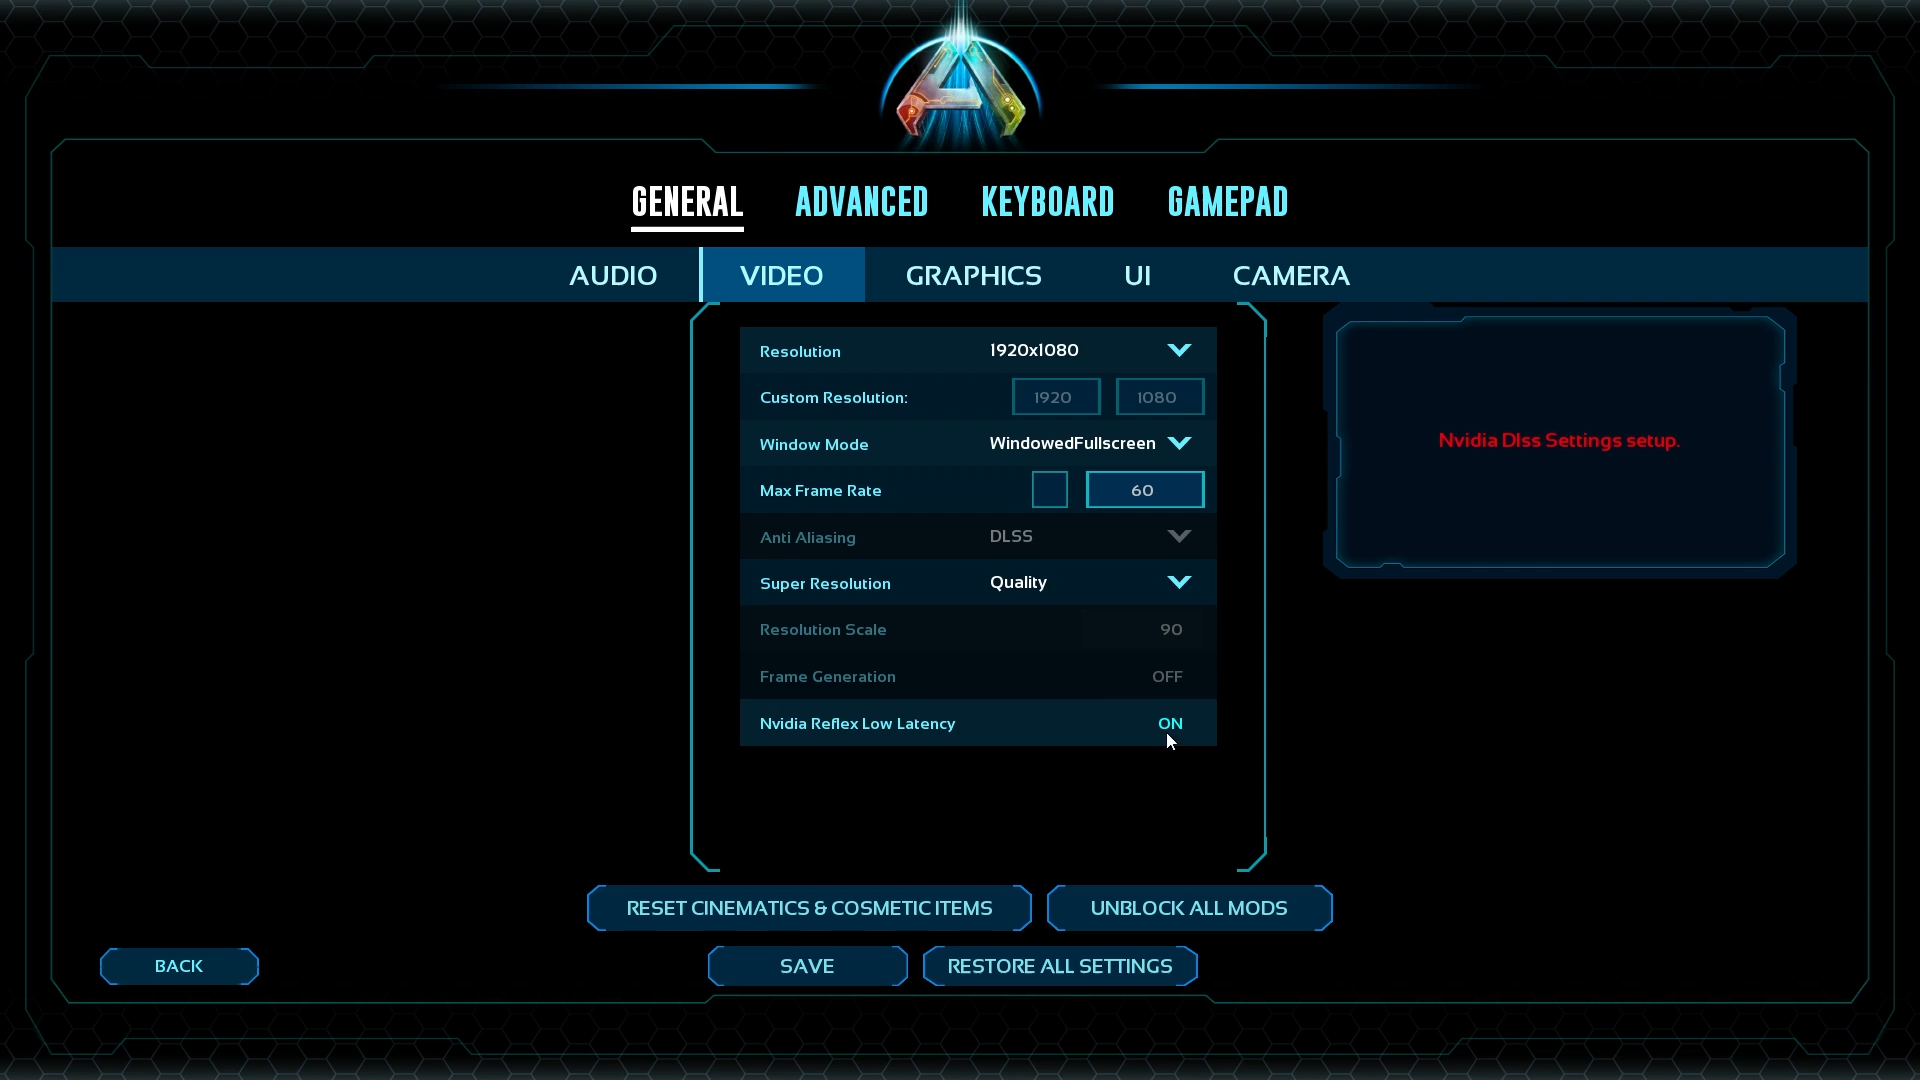 GENERAL ADVANCED KEYBOARD GAMEPAD
AUDIO VIDEO GRAPHICS UI CAMERA
Resolution 1920x1080
Custom Resolution: 1920 1080
Window Mode WindowedFullscreen
Max Frame Rate 60
Anti Aliasing DLSS
Super Resolution Quality
Resolution Scale 90
Frame Generation OFF
Nvidia Reflex Low Latency ON
Nvidia Dlss Settings setup.
RESET CINEMATICS & COSMETIC ITEMS UNBLOCK ALL MODS
BACK SAVE RESTORE ALL SETTINGS